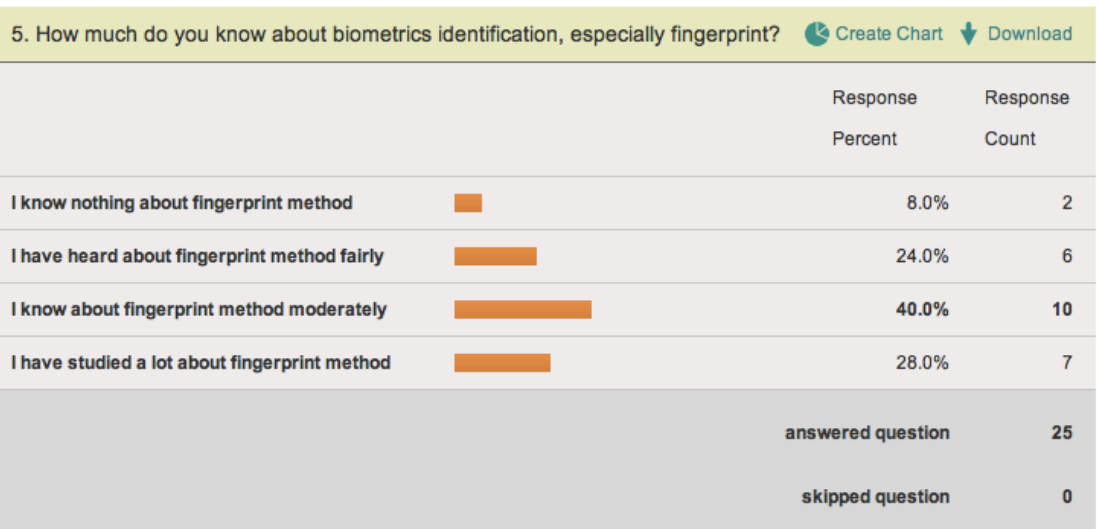 5. How much do you know about biometrics identification, especially fingerprint? Create Chart Download
Response Response
Percent Count
I know nothing about fingerprint method 8.0% 2
I have heard about fingerprint method fairly 24.0% 6
I know about fingerprint method moderately 40.0% 10
I have studied a lot about fingerprint method 28.0% 7
answered question 25
skipped question 0